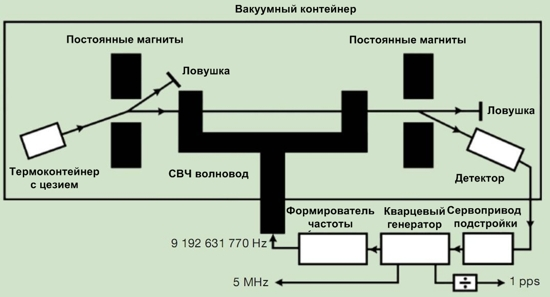 Вакуумный контейнер
Постоянные магниты
Постоянные магниты
Ловушка
Ловушка
Термоконтейнер
с цезием
СВЧ волновод
Детектор
Формирователь
частоты
Кварцевый
генератор
Сервопривод
подстройки
9 192 631 770 Hz
5 MHz
÷
1 pps